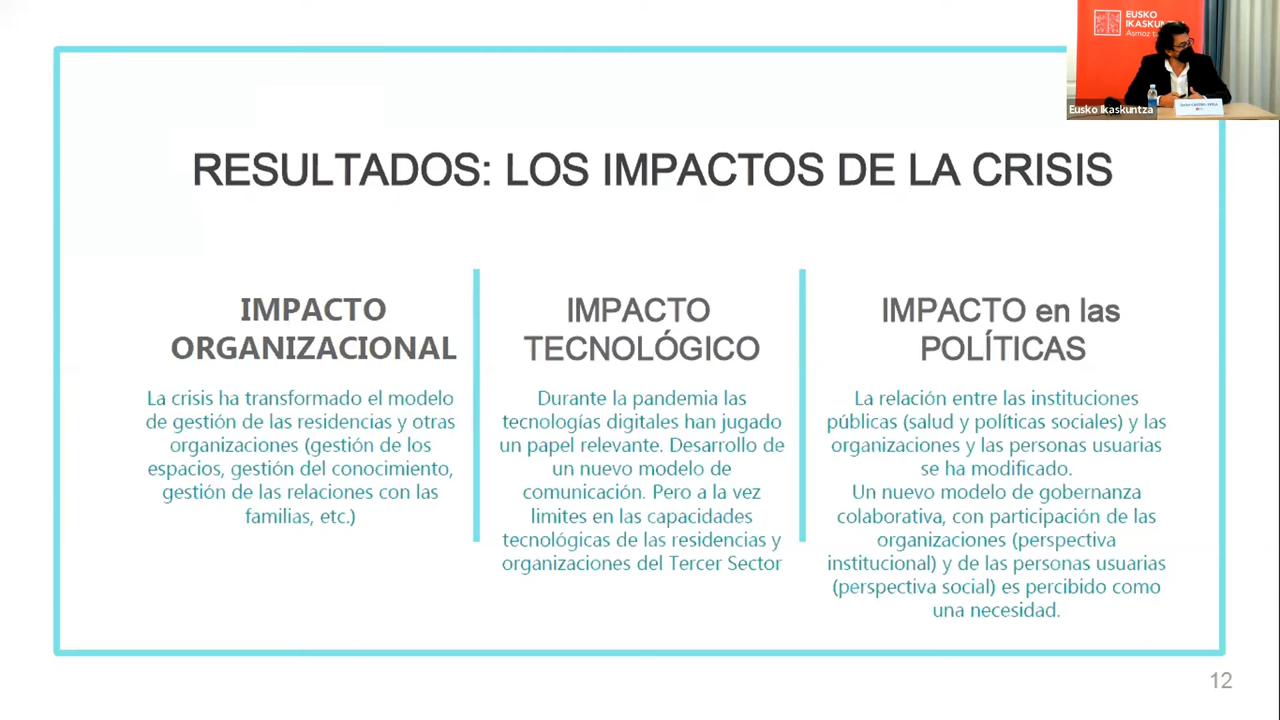 EUSKO
IKASKUNTZA
Asmoz
Eusko Ikaskuntza
RESULTADOS: LOS IMPACTOS DE LA CRISIS
IMPACTO
ORGANIZACIONAL
La crisis ha transformado el modelo
de gestión de las residencias y otras
organizaciones (gestión de los
espacios, gestión del conocimiento,
gestión de las relaciones con las
familias, etc.)
IMPACTO
TECNOLÓGICO
Durante la pandemia las
tecnologías digitales han jugado
un papel relevante. Desarrollo de
un nuevo modelo de
comunicación. Pero a la vez
limites en las capacidades
tecnológicas de las residencias y
organizaciones del Tercer Sector
IMPACTO en las
POLÍTICAS
La relación entre las instituciones
públicas (salud y políticas sociales) y las
organizaciones y las personas usuarias
se ha modificado.
Un nuevo modelo de gobernanza
colaborativa, con participación de las
organizaciones (perspectiva
institucional) y de las personas usuarias
(perspectiva social) es percibido como
una necesidad.
12